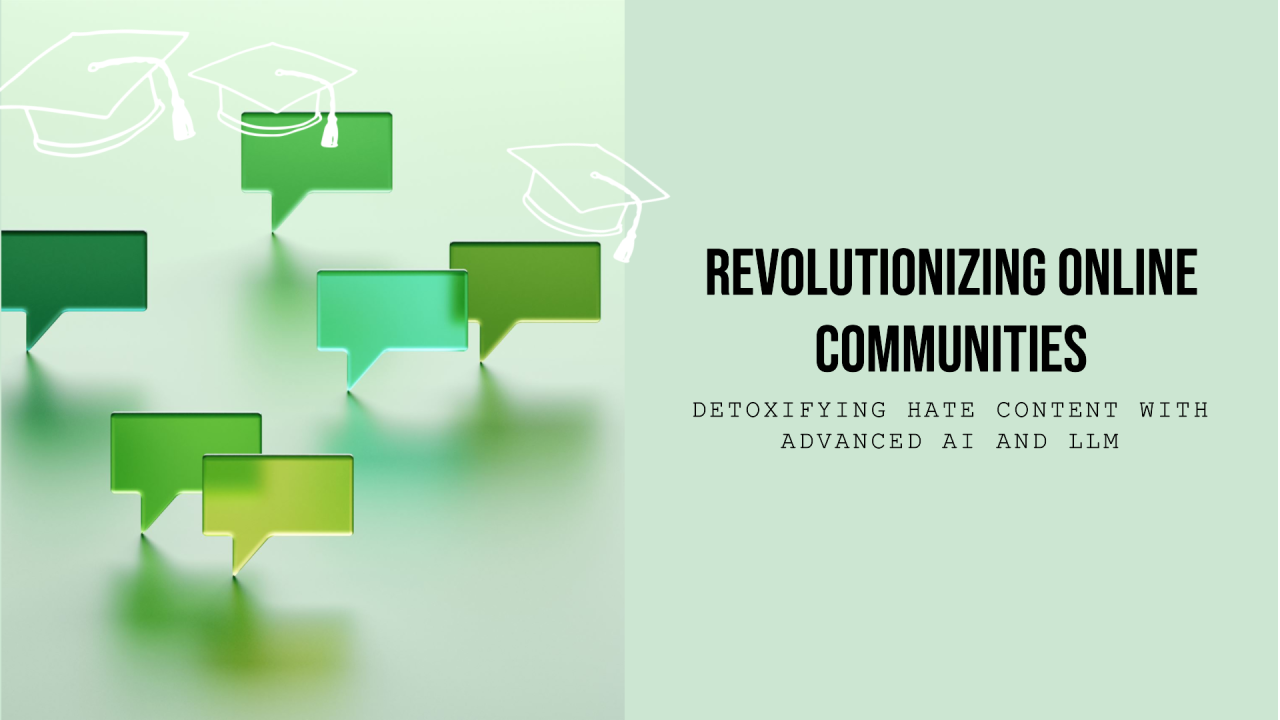 REVOLUTIONIZING ONLINE
COMMUNITIES
DETOXIFYING HATE CONTENT WITH
ADVANCED AI AND LLM